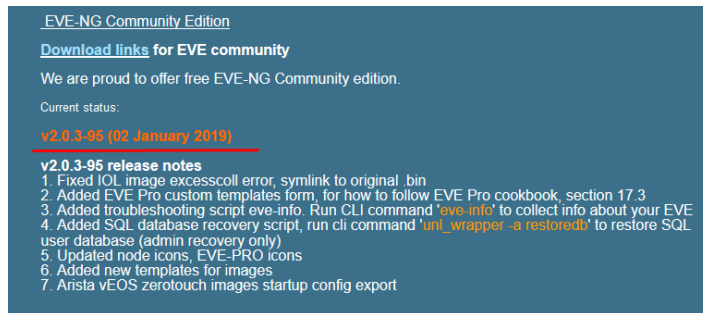 EVE-NG Community Edition
Download links for EVE community
We are proud to offer free EVE-NG Community edition.
Current status:
v2.0.3-95 (02 January 2019)
v2.0.3-95 release notes
1. Fixed IOL image excesscoll error, symlink to original .bin
2. Added EVE Pro custom templates form, for how to follow EVE Pro cookbook, section 17.3
3. Added troubleshooting script eve-info. Run CLI command 'eve-info' to collect info about your EVE
4. Added SQL database recovery script, run cli command 'unl_wrapper -a restoredb' to restore SQL
user database (admin recovery only)
5. Updated node icons, EVE-PRO icons
6. Added new templates for images
7. Arista vEOS zerotouch images startup config export